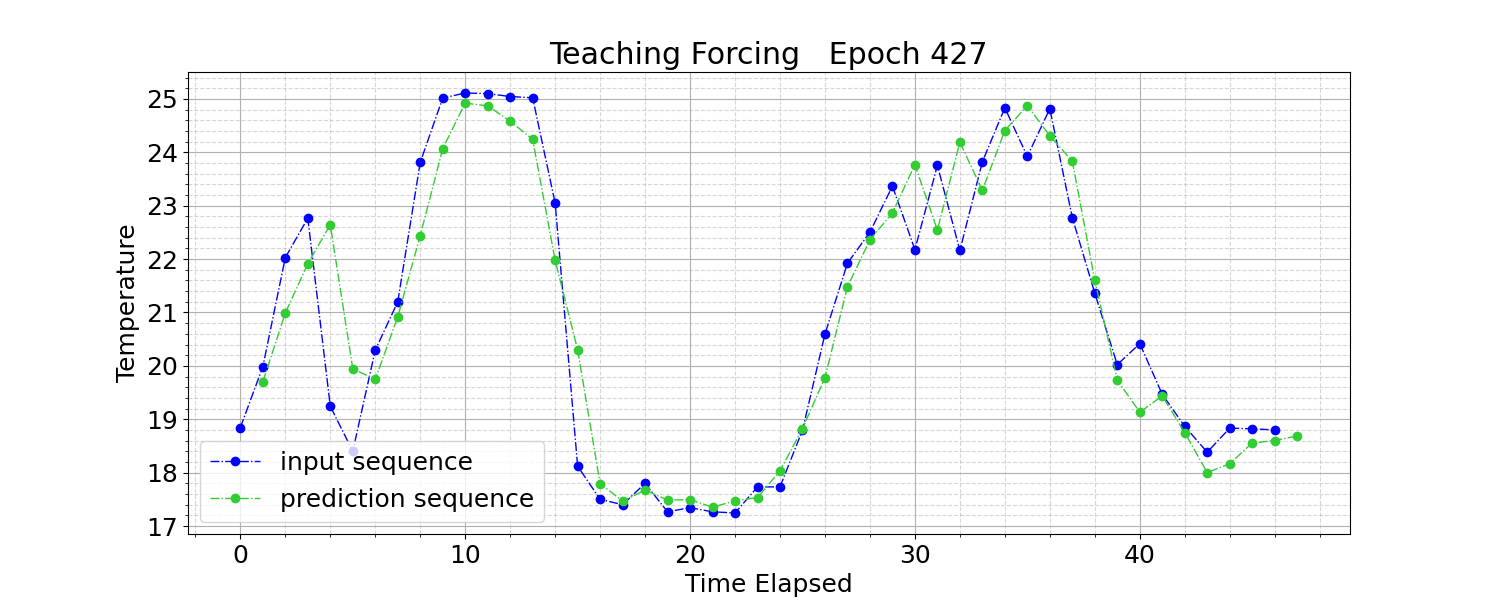 Teaching Forcing   Epoch 427
25
24
23
22
21
20
19
18
17
Temperature
input sequence
prediction sequence
0 10 20 30 40
Time Elapsed